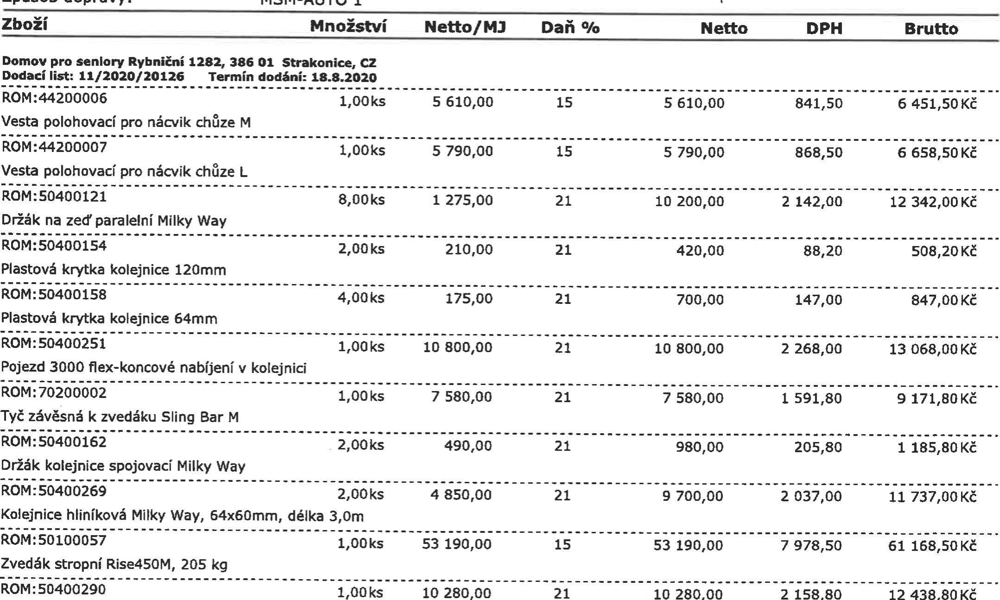 Způsob dopravy: MSM-AUTO 1
Zboží Množství Netto/MJ Daň % Netto DPH Brutto
Domov pro seniory Rybniční 1282, 386 01 Strakonice, CZ
Dodací list: 11/2020/20126 Termín dodání: 18.8.2020
ROM:44200006 1,00ks 5 610,00 15 5 610,00 841,50 6 451,50Kč
Vesta polohovací pro nácvik chůze M
ROM:44200007 1,00ks 5 790,00 15 5 790,00 868,50 6 658,50Kč
Vesta polohovací pro nácvik chůze L
ROM:50400121 8,00ks 1 275,00 21 10 200,00 2 142,00 12 342,00Kč
Držák na zeď paralelní Milky Way
ROM:50400154 2,00ks 210,00 21 420,00 88,20 508,20Kč
Plastová krytka kolejnice 120mm
ROM:50400158 4,00ks 175,00 21 700,00 147,00 847,00Kč
Plastová krytka kolejnice 64mm
ROM:50400251 1,00ks 10 800,00 21 10 800,00 2 268,00 13 068,00Kč
Pojezd 3000 flex-koncové nabíjení v kolejnici
ROM:70200002 1,00ks 7 580,00 21 7 580,00 1 591,80 9 171,80Kč
Tyč závěsná k zvedáku Sling Bar M
ROM:50400162 2,00ks 490,00 21 980,00 205,80 1 185,80Kč
Držák kolejnice spojovací Milky Way
ROM:50400269 2,00ks 4 850,00 21 9 700,00 2 037,00 11 737,00Kč
Kolejnice hliníková Milky Way, 64x60mm, délka 3,0m
ROM:50100057 1,00ks 53 190,00 15 53 190,00 7 978,50 61 168,50Kč
Zvedák stropní Rise450M, 205 kg
ROM:50400290 1,00ks 10 280,00 21 10 280,00 2 158,80 12 438,80Kč